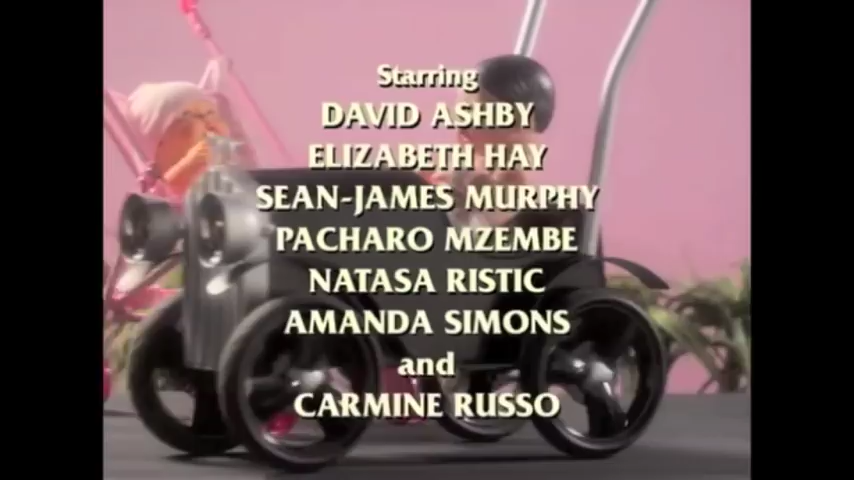 Starring
DAVID ASHBY
ELIZABETH HAY
SEAN-JAMES MURPHY
PACHARO MZEMBE
NATASA RISTIC
AMANDA SIMONS
and
CARMINE RUSSO